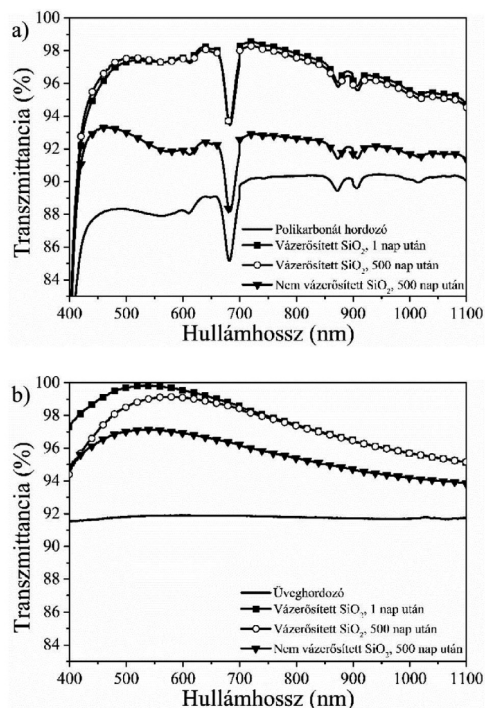 a)
Transzmittancia (%)
100
98
96
94
92
90
88
86
84
Polikarbonát hordozó
Vázerősített SiO₂, 1 nap után
Vázerősített SiO₂, 500 nap után
Nem vázerősített SiO₂, 500 nap után
400 500 600 700 800 900 1000 1100
Hullámhossz (nm)
b)
Transzmittancia (%)
100
98
96
94
92
90
88
86
84
Üveghordozó
Vázerősített SiO₂, 1 nap után
Vázerősített SiO₂, 500 nap után
Nem vázerősített SiO₂, 500 nap után
400 500 600 700 800 900 1000 1100
Hullámhossz (nm)